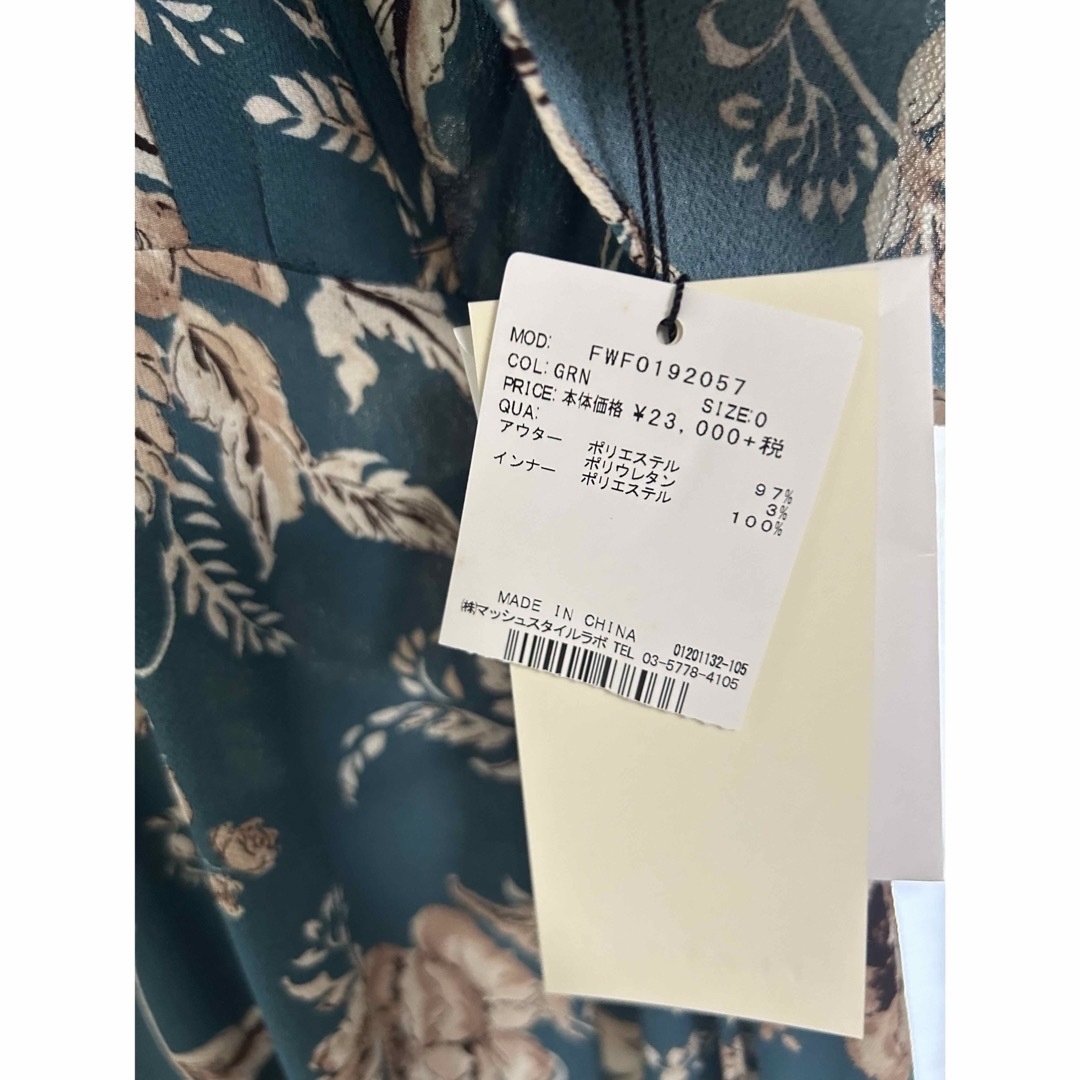 MOD: FWF0192057
COL:GRN SIZE:0
PRICE:本体価格 ¥23,000+税
QUA:
アウター ポリエステル 97%
ポリウレタン 3%
インナー ポリエステル 100%
MADE IN CHINA
(株)マッシュスタイルラボ TEL 03-5778-4105
01201132-105